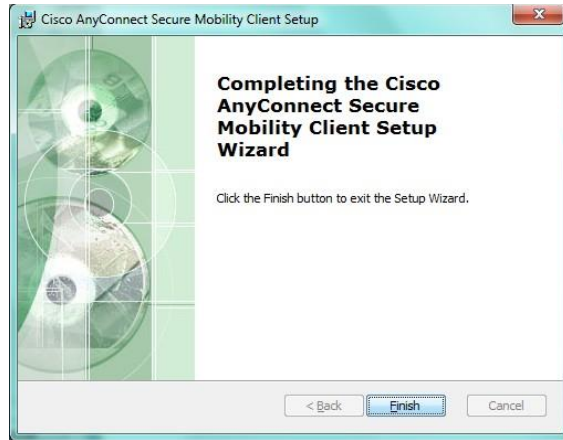 Cisco AnyConnect Secure Mobility Client Setup
Completing the Cisco
AnyConnect Secure
Mobility Client Setup
Wizard
Click the Finish button to exit the Setup Wizard.
< Back
Finish
Cancel